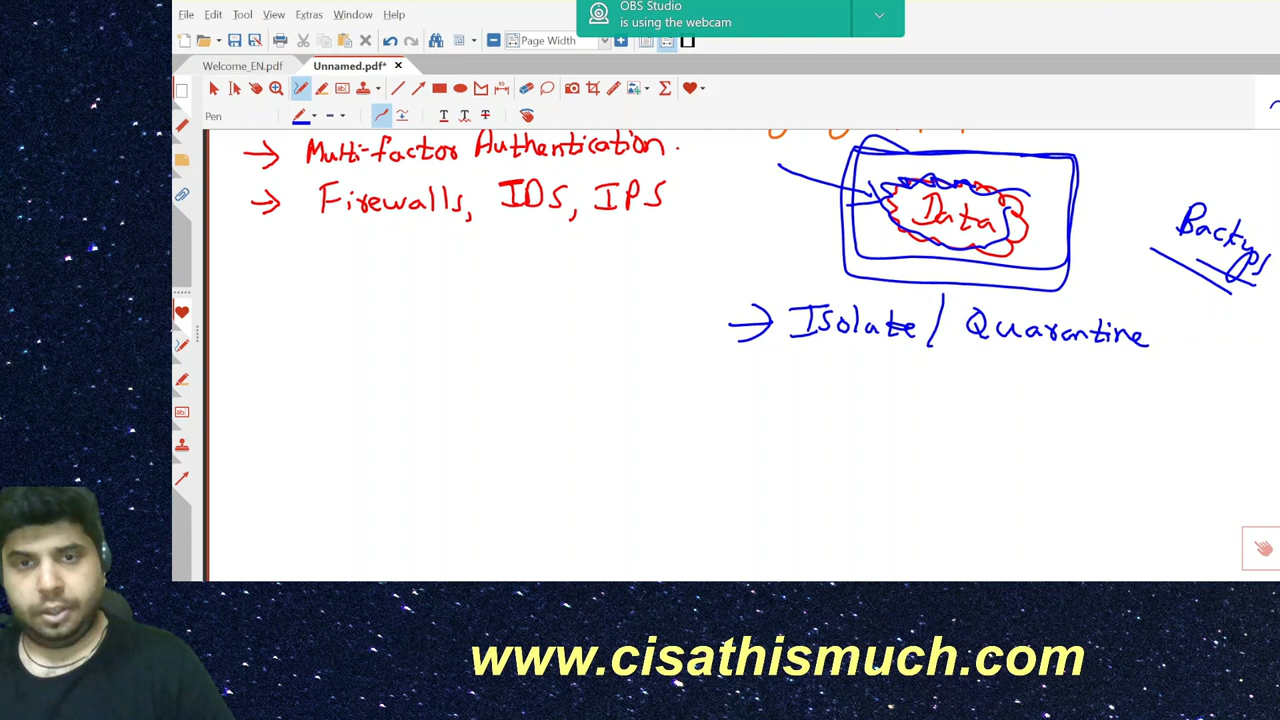 OBS Studio
is using the webcam
File Edit Tool View Extras Window Help
Page Width
Welcome_EN.pdf Unnamed.pdf*
Pen
→ Multi-factor Authentication.
→ Firewalls, IDS, IPS
Data
Backups
→ Isolate / Quarantine
www.cisathismuch.com